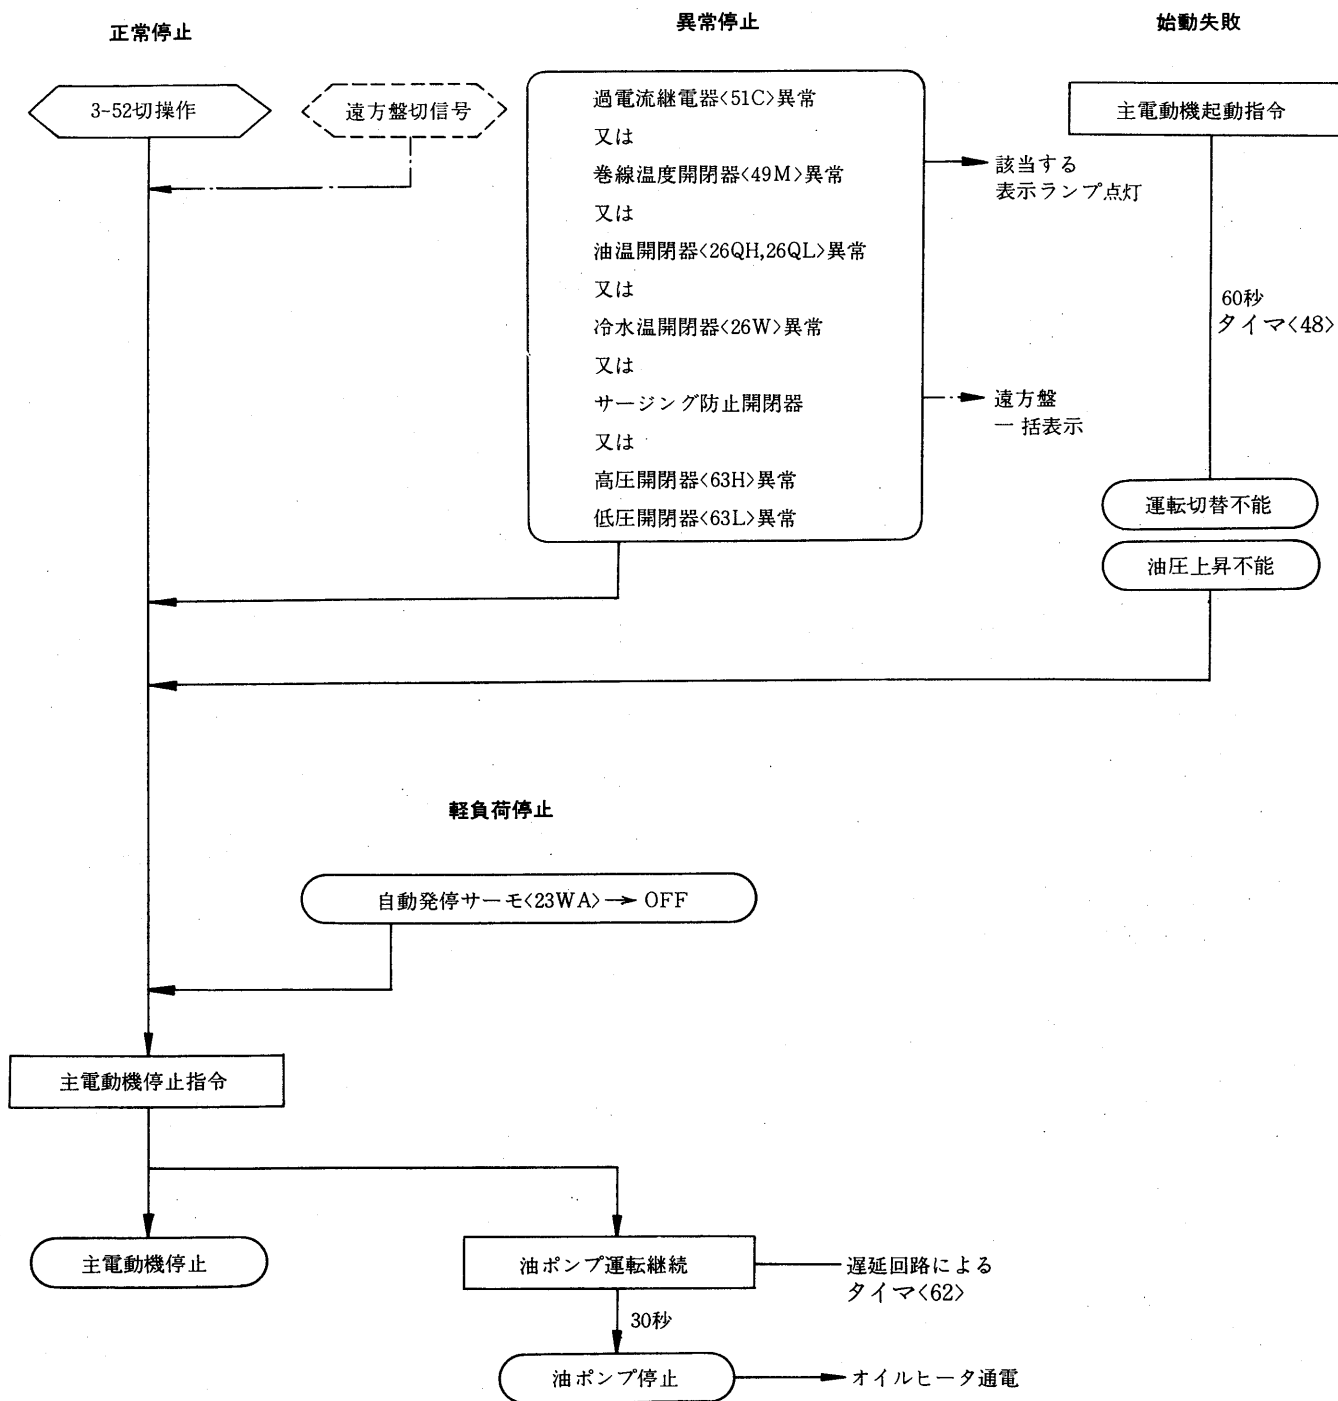 正常停止
異常停止
始動失敗
3~52切操作
遠方盤切信号
過電流継電器<51C>異常
又は
巻線温度開閉器<49M>異常
又は
油温開閉器<26QH,26QL>異常
又は
冷水温開閉器<26W>異常
又は
サージング防止開閉器
又は
高圧開閉器<63H>異常
低圧開閉器<63L>異常
該当する
表示ランプ点灯
遠方盤
一括表示
主電動機起動指令
60秒
タイマ<48>
運転切替不能
油圧上昇不能
軽負荷停止
自動発停サーモ<23WA>→ OFF
主電動機停止指令
主電動機停止
油ポンプ運転継続
遅延回路による
タイマ<62>
30秒
油ポンプ停止
オイルヒータ通電